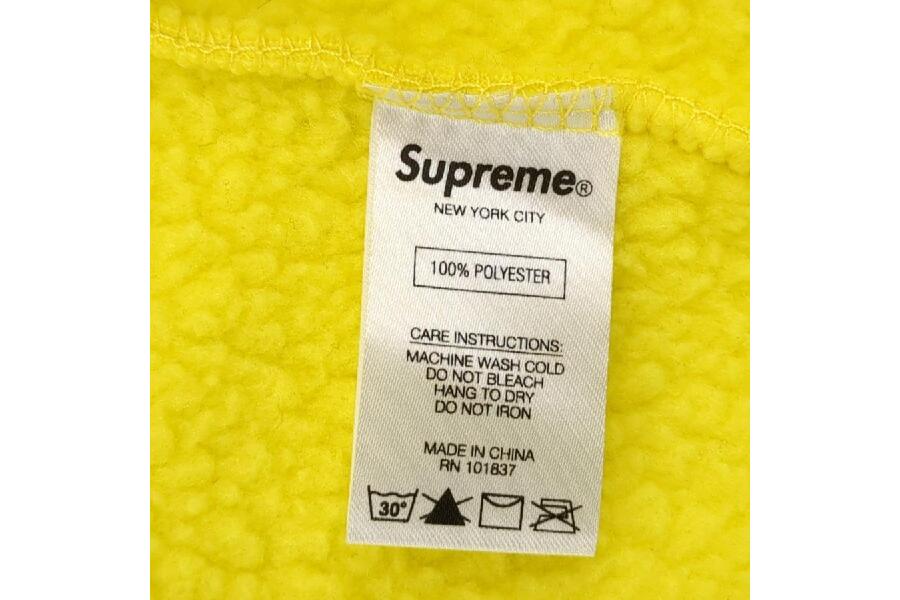 Supreme®
NEW YORK CITY
100% POLYESTER
CARE INSTRUCTIONS:
MACHINE WASH COLD
DO NOT BLEACH
HANG TO DRY
DO NOT IRON
MADE IN CHINA
RN 101837
30°